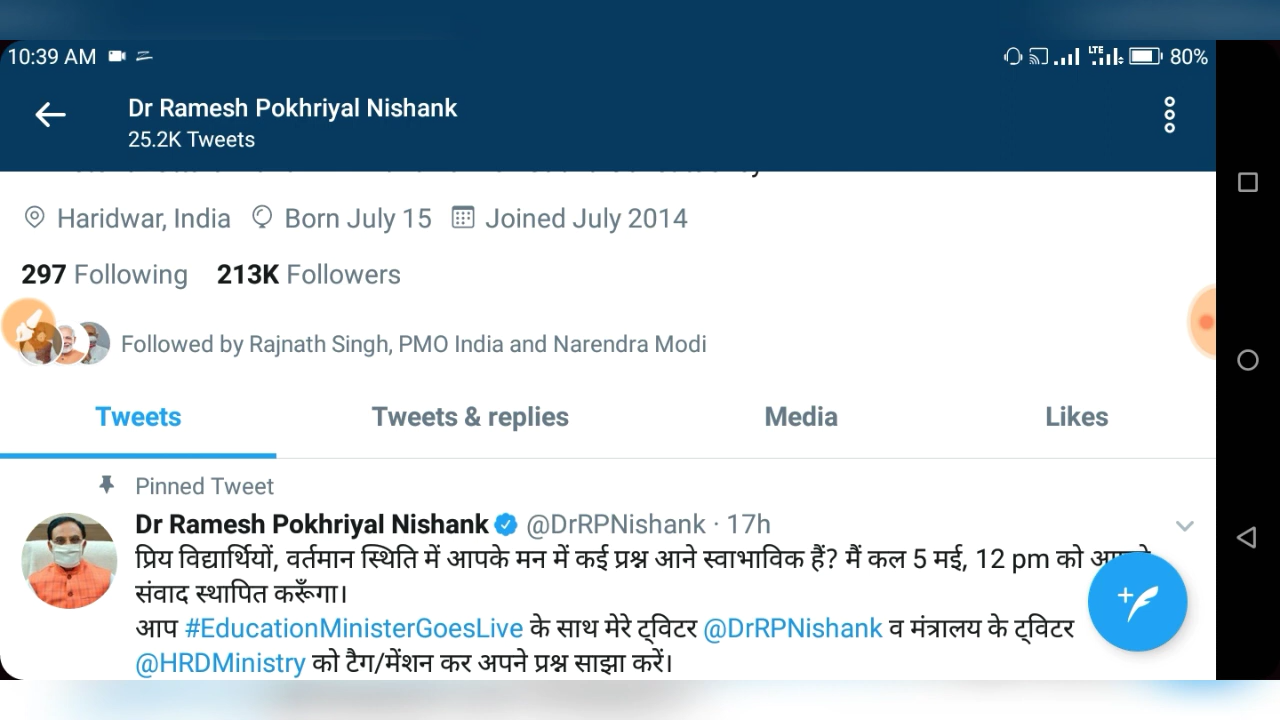 10:39 AM
LTE
80%
Dr Ramesh Pokhriyal Nishank
25.2K Tweets
Haridwar, India Born July 15 Joined July 2014
297 Following 213K Followers
Followed by Rajnath Singh, PMO India and Narendra Modi
Tweets Tweets & replies Media Likes
Pinned Tweet
Dr Ramesh Pokhriyal Nishank @DrRPNishank · 17h
प्रिय विद्यार्थियों, वर्तमान स्थिति में आपके मन में कई प्रश्न आने स्वाभाविक हैं? मैं कल 5 मई, 12 pm को
संवाद स्थापित करूँगा।
आप #EducationMinisterGoesLive के साथ मेरे ट्विटर @DrRPNishank व मंत्रालय के ट्विटर
@HRDMinistry को टैग/मेंशन कर अपने प्रश्न साझा करें।